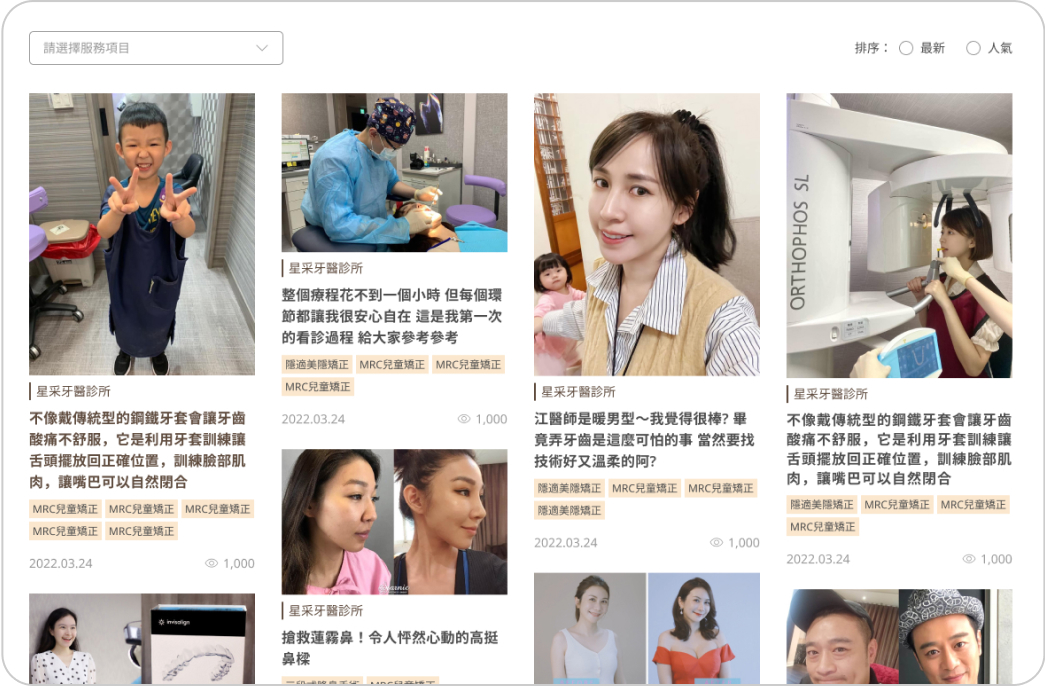 請選擇服務項目
排序： 最新 人氣
星采牙醫診所
不像戴傳統型的鋼鐵牙套會讓牙齒
酸痛不舒服，它是利用牙套訓練讓
舌頭擺放回正確位置，訓練臉部肌
肉，讓嘴巴可以自然閉合
MRC兒童矯正 MRC兒童矯正 MRC兒童矯正
MRC兒童矯正 MRC兒童矯正
2022.03.24 1,000
invisalign
星采牙醫診所
整個療程花不到一個小時 但每個環
節都讓我很安心自在 這是我第一次
的看診過程 給大家參考參考
隱適美隱矯正 MRC兒童矯正 MRC兒童矯正
MRC兒童矯正
2022.03.24 1,000
星采牙醫診所
搶救蓮霧鼻！令人怦然心動的高挺
鼻樑
二段式隆鼻手術 MRC兒童矯正
星采牙醫診所
江醫師是暖男型～我覺得很棒? 畢
竟弄牙齒是這麼可怕的事 當然要找
技術好又溫柔的阿?
隱適美隱矯正 MRC兒童矯正 MRC兒童矯正
隱適美隱矯正
2022.03.24 1,000
ORTHOPHOS SL
星采牙醫診所
不像戴傳統型的鋼鐵牙套會讓牙齒
酸痛不舒服，它是利用牙套訓練讓
舌頭擺放回正確位置，訓練臉部肌
肉，讓嘴巴可以自然閉合
隱適美隱矯正 MRC兒童矯正 MRC兒童矯正
MRC兒童矯正
2022.03.24 1,000